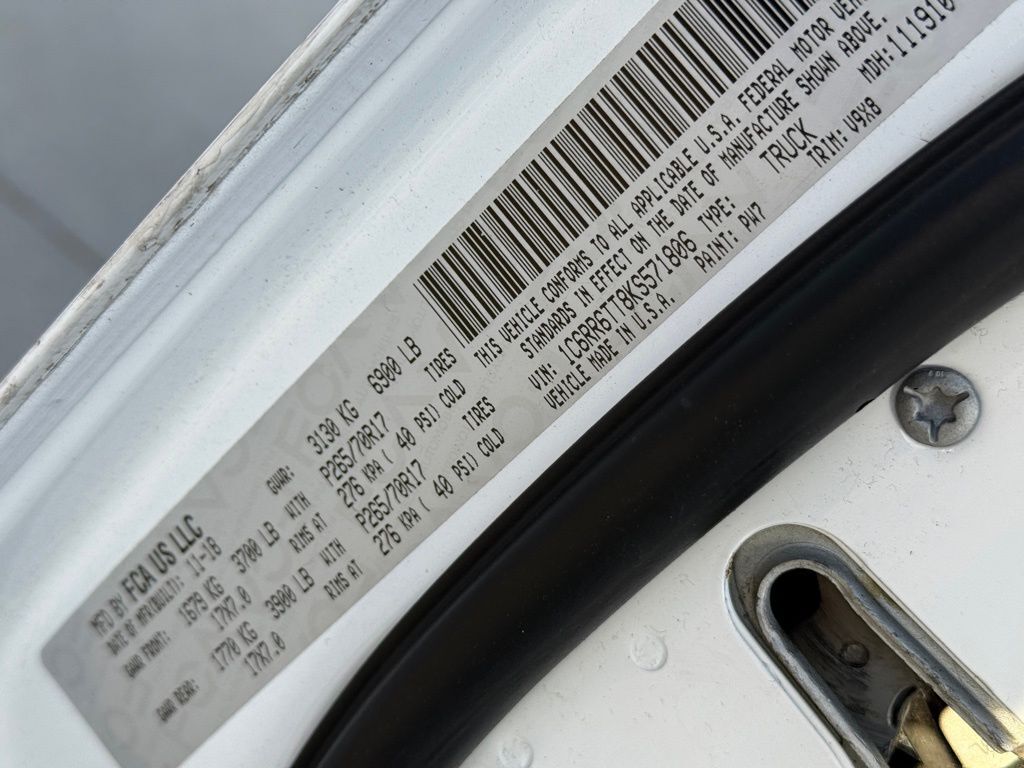 MFD BY FCA US LLC
DATE OF MFR/BUILT): 11-18 GVWR: 3130 KG 6900 LB
GAWR FRONT: 1679 KG 3700 LB WITH P265/70R17 TIRES
17X7.0 RIMS AT 276 KPA( 40 PSI) COLD
GAWR REAR: 1770 KG 3900 LB WITH P265/70R17 TIRES
17X7.0 RIMS AT 276 KPA( 40 PSI) COLD
THIS VEHICLE CONFORMS TO ALL APPLICABLE U.S.A. FEDERAL MOTOR
STANDARDS IN EFFECT ON THE DATE OF MANUFACTURE SHOWN ABOVE.
VIN: 1C6RR6TT8KS571806 TYPE: TRUCK MDH: 111910
VEHICLE MADE IN U.S.A. PAINT: PW7 TRIM: V9X8